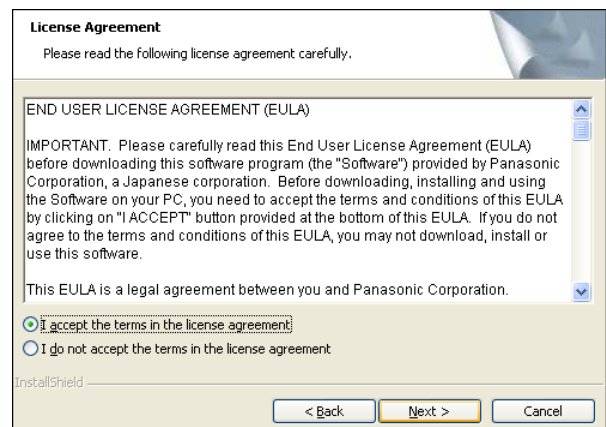 License Agreement
Please read the following license agreement carefully.
END USER LICENSE AGREEMENT (EULA)
IMPORTANT.  Please carefully read this End User License Agreement (EULA)
before downloading this software program (the "Software") provided by Panasonic
Corporation, a Japanese corporation.  Before downloading, installing and using
the Software on your PC, you need to accept the terms and conditions of this EULA
by clicking on "I ACCEPT" button provided at the bottom of this EULA.  If you do not
agree to the terms and conditions of this EULA, you may not download, install or
use this software.
This EULA is a legal agreement between you and Panasonic Corporation.
I accept the terms in the license agreement
I do not accept the terms in the license agreement
InstallShield
< Back
Next >
Cancel